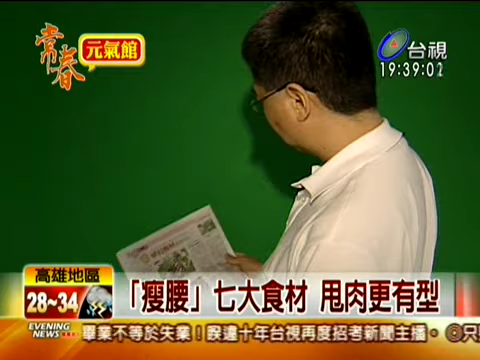 常春
元氣館
台視
19:39:02
高雄地區
28~34
「瘦腰」七大食材 甩肉更有型
EVENING NEWS
畢業不等於失業!睽違十年台視再度招考新聞主播。 ◎只